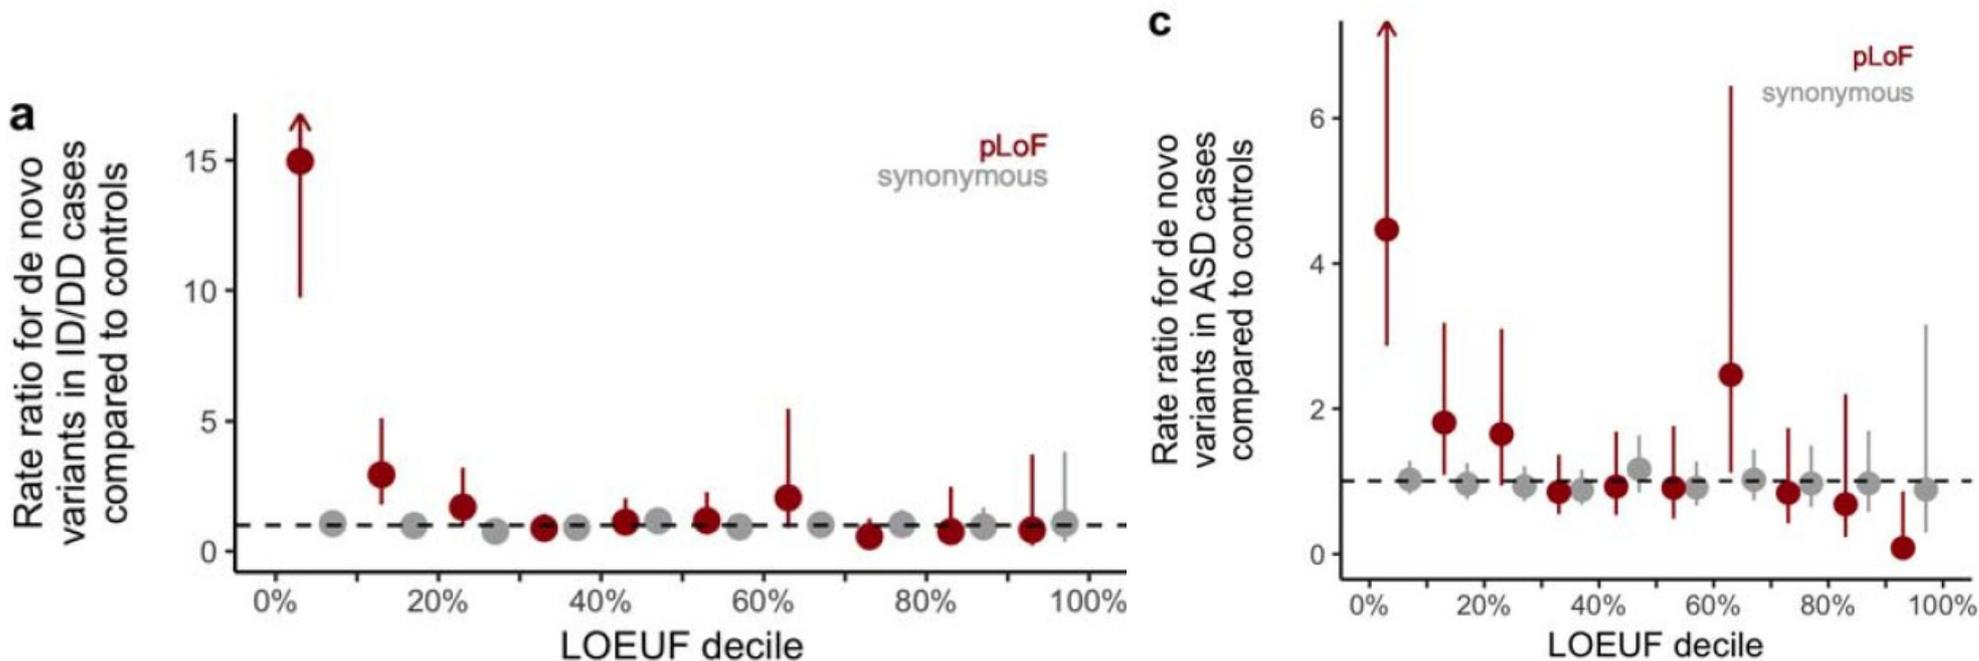 a
Rate ratio for de novo
variants in ID/DD cases
compared to controls
15
10
5
0
pLoF
synonymous
0%
20%
40%
60%
80%
100%
LOEUF decile
c
Rate ratio for de novo
variants in ASD cases
compared to controls
6
4
2
0
pLoF
synonymous
0%
20%
40%
60%
80%
100%
LOEUF decile